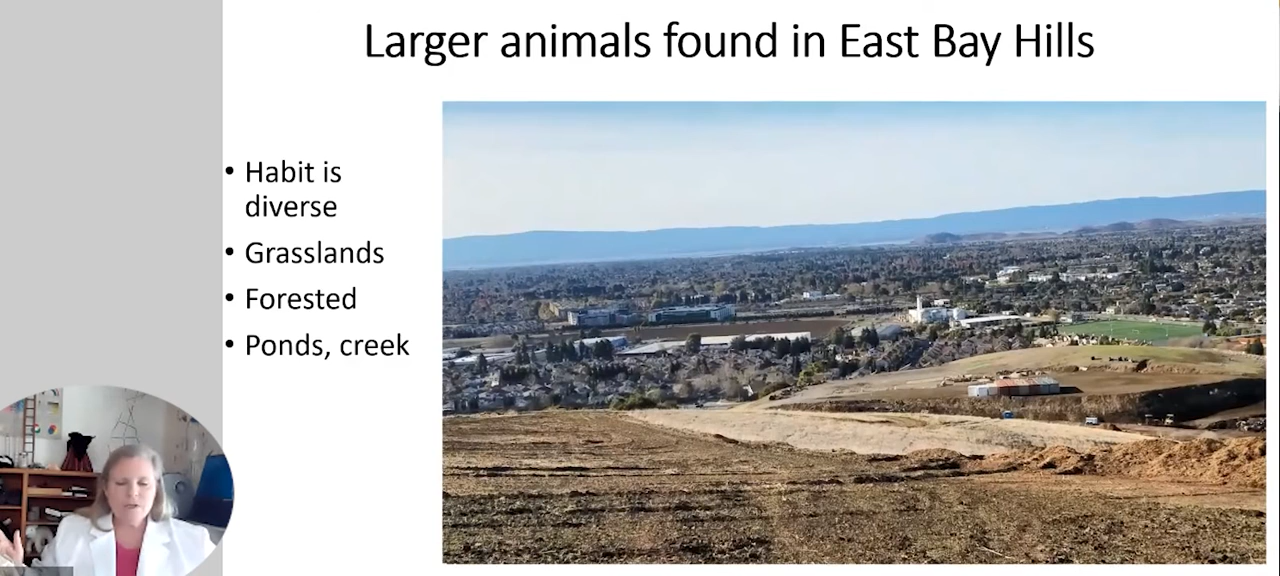 Larger animals found in East Bay Hills
• Habit is
diverse
• Grasslands
• Forested
• Ponds, creek